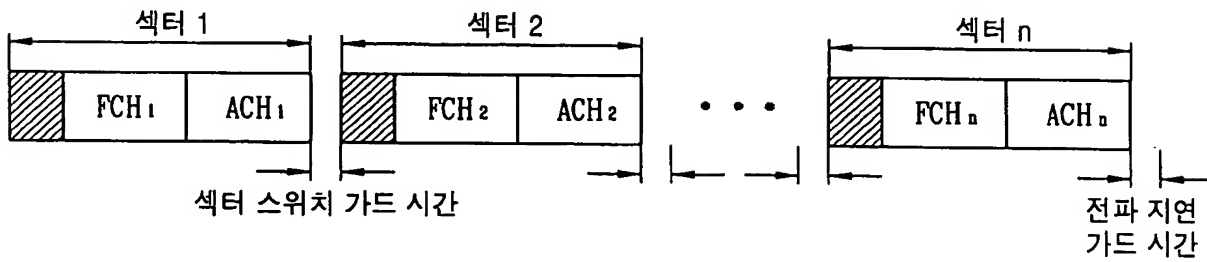 섹터 1 섹터 2 섹터 n
FCH₁ ACH₁ FCH₂ ACH₂ • • • FCHₙ ACHₙ
섹터 스위치 가드 시간
전파 지연
가드 시간